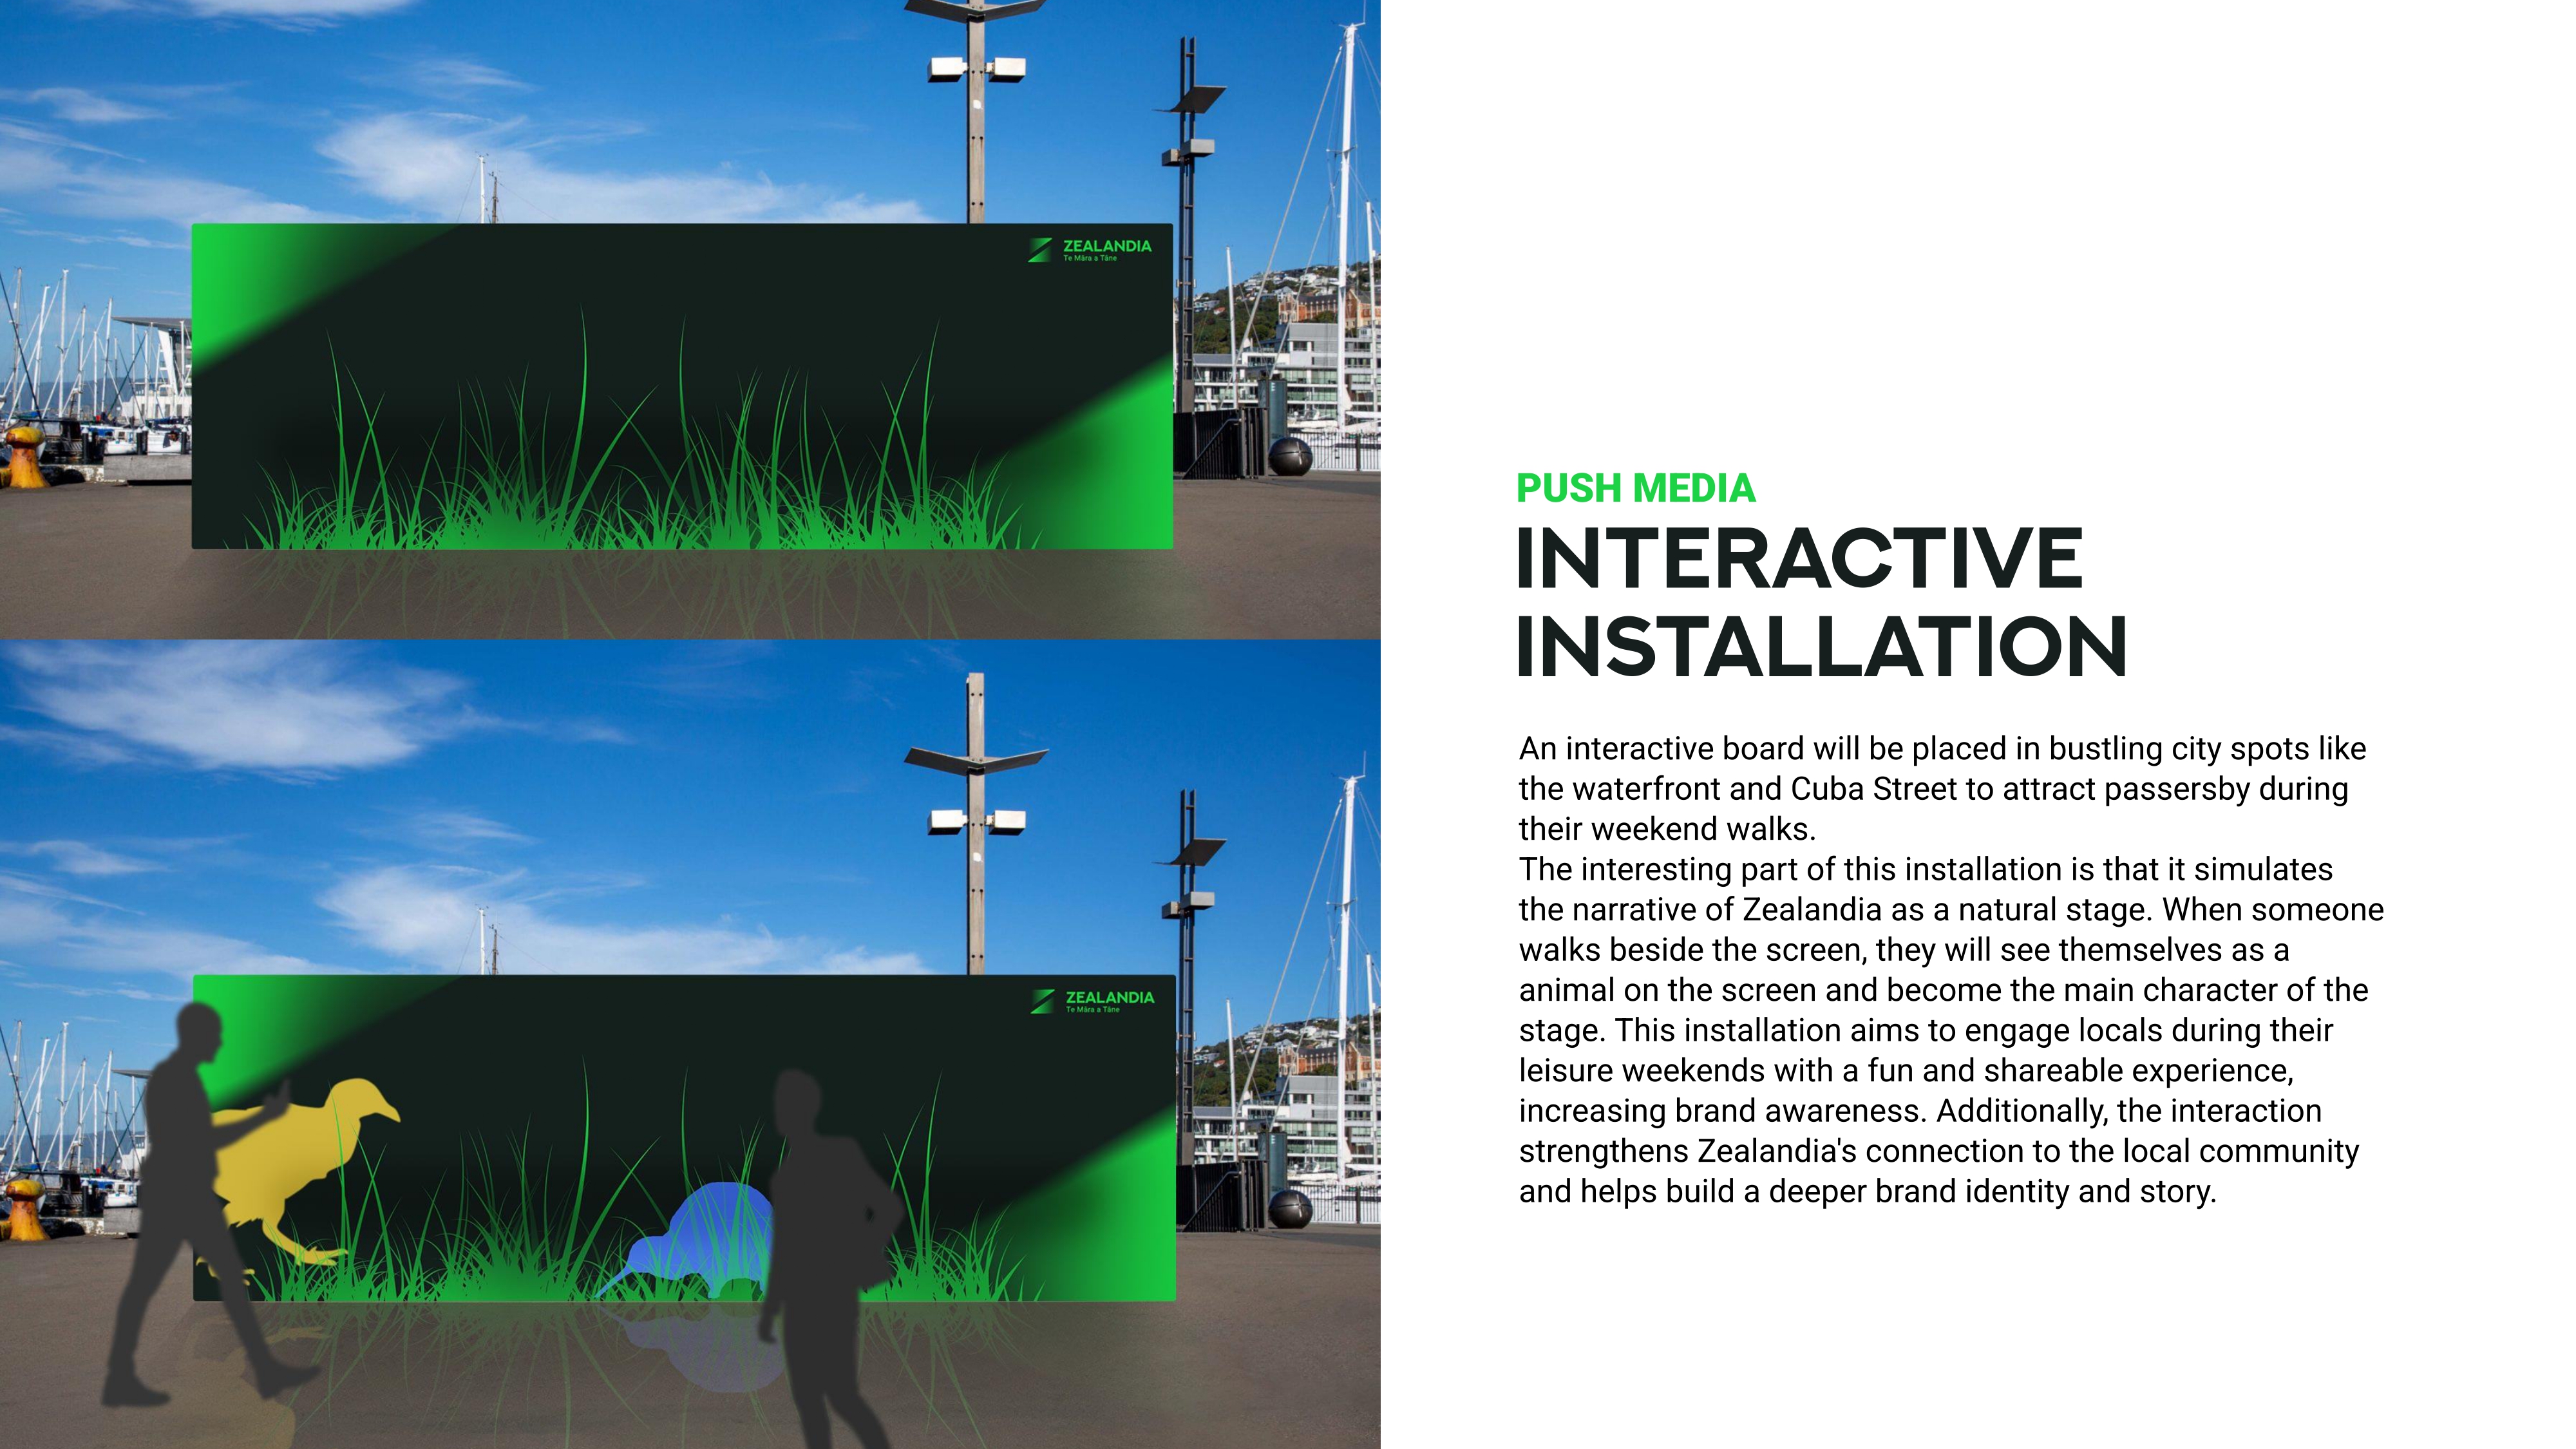 ZEALANDIA
Te Māra a Tāne
ZEALANDIA
Te Māra a Tāne
PUSH MEDIA
INTERACTIVE
INSTALLATION
An interactive board will be placed in bustling city spots like
the waterfront and Cuba Street to attract passersby during
their weekend walks.
The interesting part of this installation is that it simulates
the narrative of Zealandia as a natural stage. When someone
walks beside the screen, they will see themselves as a
animal on the screen and become the main character of the
stage. This installation aims to engage locals during their
leisure weekends with a fun and shareable experience,
increasing brand awareness. Additionally, the interaction
strengthens Zealandia's connection to the local community
and helps build a deeper brand identity and story.